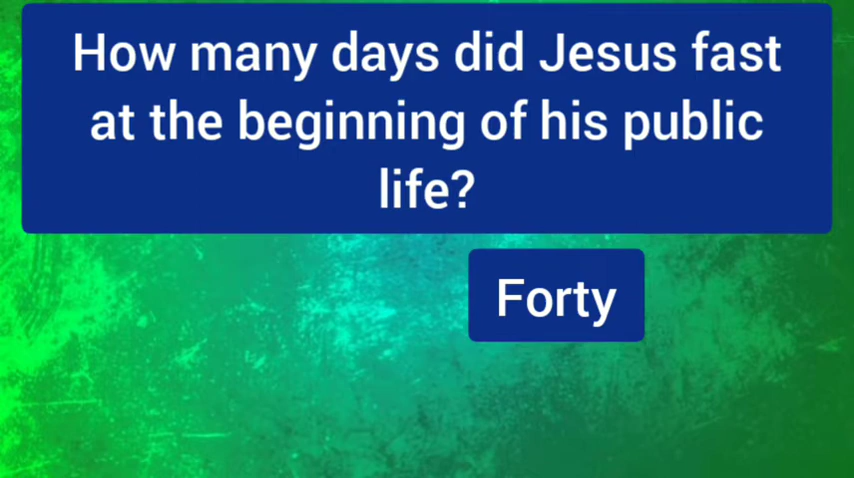 How many days did Jesus fast
at the beginning of his public
life?
Forty